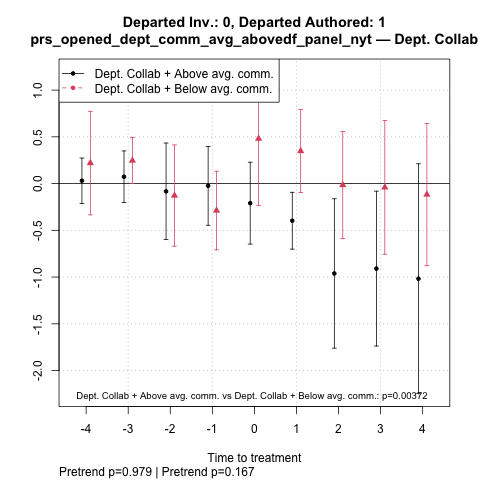 Departed Inv.: 0, Departed Authored: 1
prs_opened_dept_comm_avg_abovedf_panel_nyt — Dept. Collab
Dept. Collab + Above avg. comm.
Dept. Collab + Below avg. comm.
1.0
0.5
0.0
-0.5
-1.0
-1.5
-2.0
Dept. Collab + Above avg. comm. vs Dept. Collab + Below avg. comm.: p=0.00372
-4 -3 -2 -1 0 1 2 3 4
Time to treatment
Pretrend p=0.979 | Pretrend p=0.167